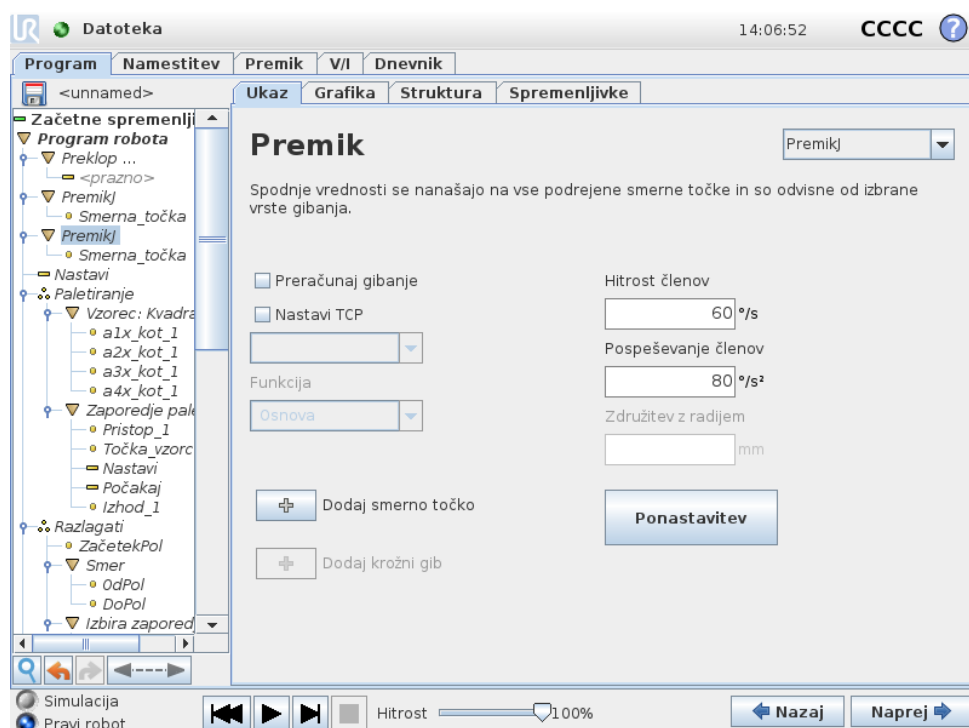 UR Datoteka 14:06:52 CCCC ?
Program Namestitev Premik V/I Dnevnik
<unnamed>
Ukaz Grafika Struktura Spremenljivke
Začetne spremenlji
Program robota
Preklop ...
<prazno>
PremikJ
Smerna_točka
PremikJ
Smerna_točka
Nastavi
Paletiranje
Vzorec: Kvadra
a1x_kot_1
a2x_kot_1
a3x_kot_1
a4x_kot_1
Zaporedje pale
Pristop_1
Točka_vzorc
Nastavi
Počakaj
Izhod_1
Razlagati
ZačetekPol
Smer
OdPol
DoPol
Izbira zapored
Premik
PremikJ
Spodnje vrednosti se nanašajo na vse podrejene smerne točke in so odvisne od izbrane
vrste gibanja.
Preračunaj gibanje
Nastavi TCP
Funkcija
Osnova
Dodaj smerno točko
Dodaj krožni gib
Hitrost členov
60 °/s
Pospeševanje členov
80 °/s²
Združitev z radijem
mm
Ponastavitev
Simulacija
Pravi robot
Hitrost 100%
Nazaj
Naprej